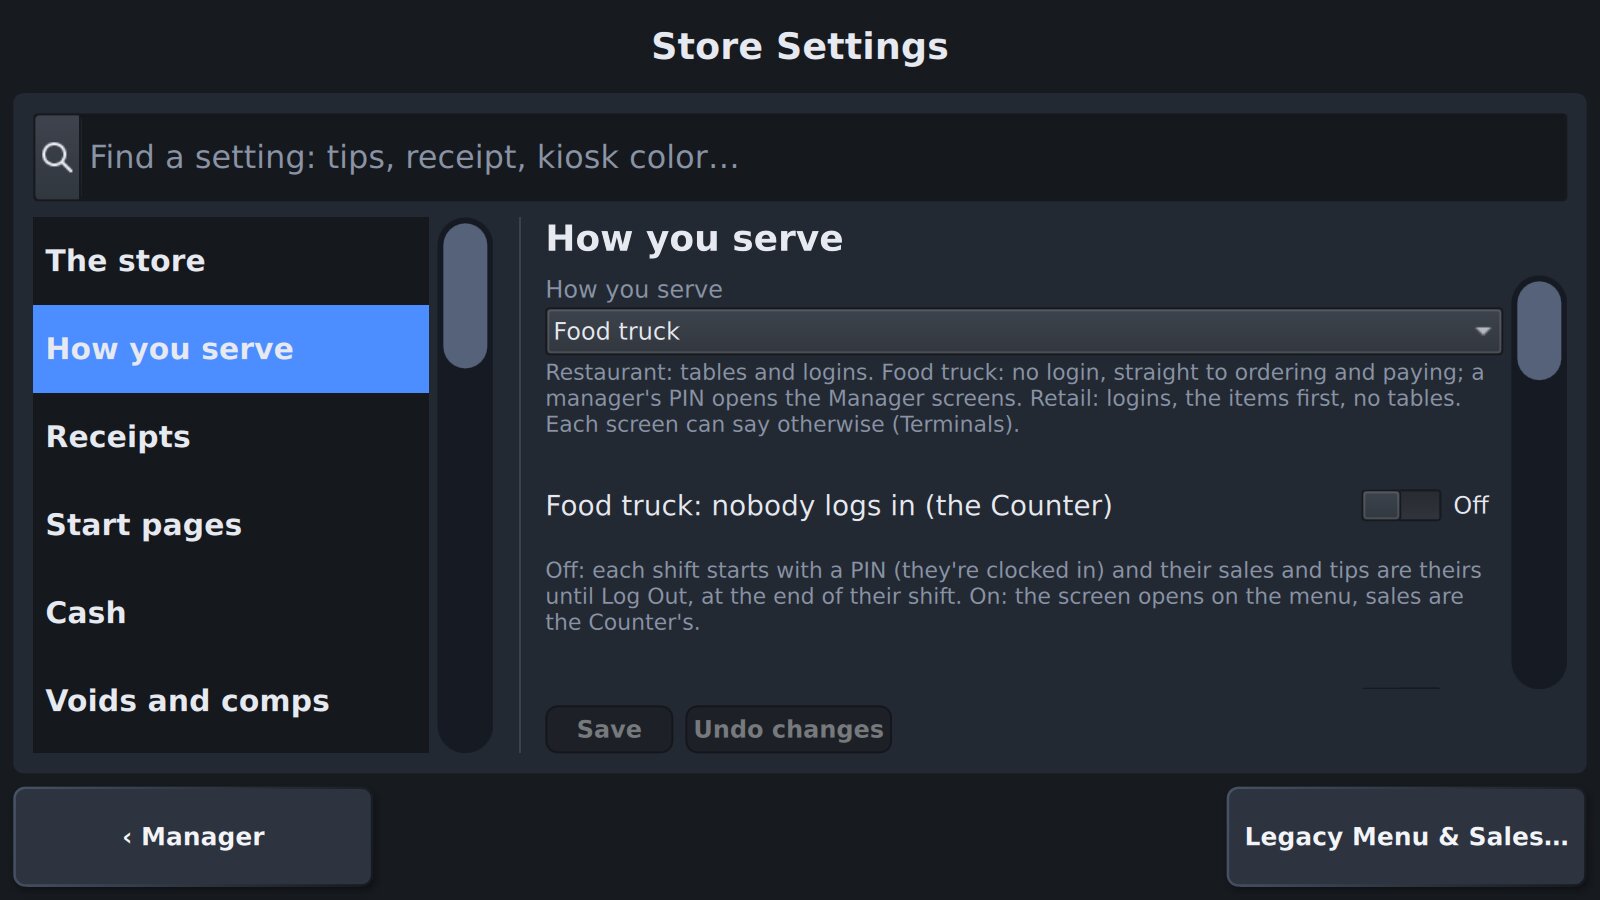 Store Settings
Find a setting: tips, receipt, kiosk color...
The store
How you serve
Receipts
Start pages
Cash
Voids and comps
How you serve
How you serve
Food truck
Restaurant: tables and logins. Food truck: no login, straight to ordering and paying; a
manager's PIN opens the Manager screens. Retail: logins, the items first, no tables.
Each screen can say otherwise (Terminals).
Food truck: nobody logs in (the Counter)
Off
Off: each shift starts with a PIN (they're clocked in) and their sales and tips are theirs
until Log Out, at the end of their shift. On: the screen opens on the menu, sales are
the Counter's.
Save
Undo changes
‹ Manager
Legacy Menu & Sales...